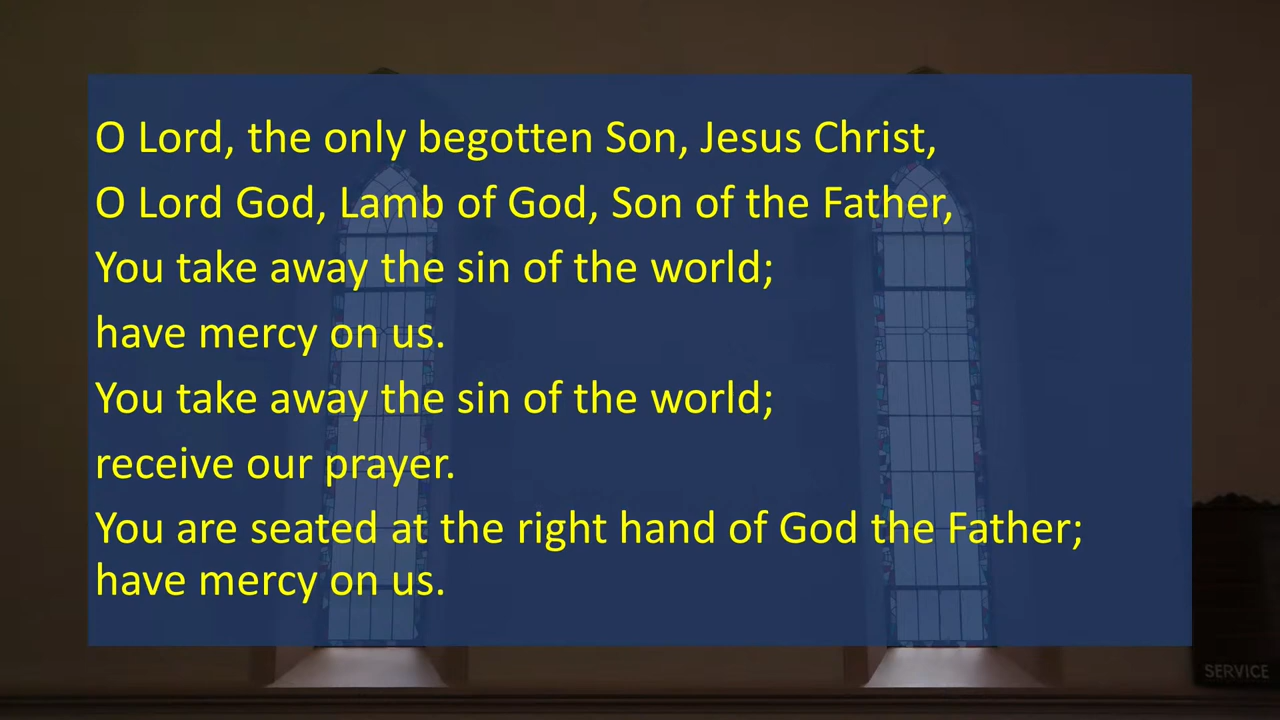 O Lord, the only begotten Son, Jesus Christ,
O Lord God, Lamb of God, Son of the Father,
You take away the sin of the world;
have mercy on us.
You take away the sin of the world;
receive our prayer.
You are seated at the right hand of God the Father;
have mercy on us.
SERVICE